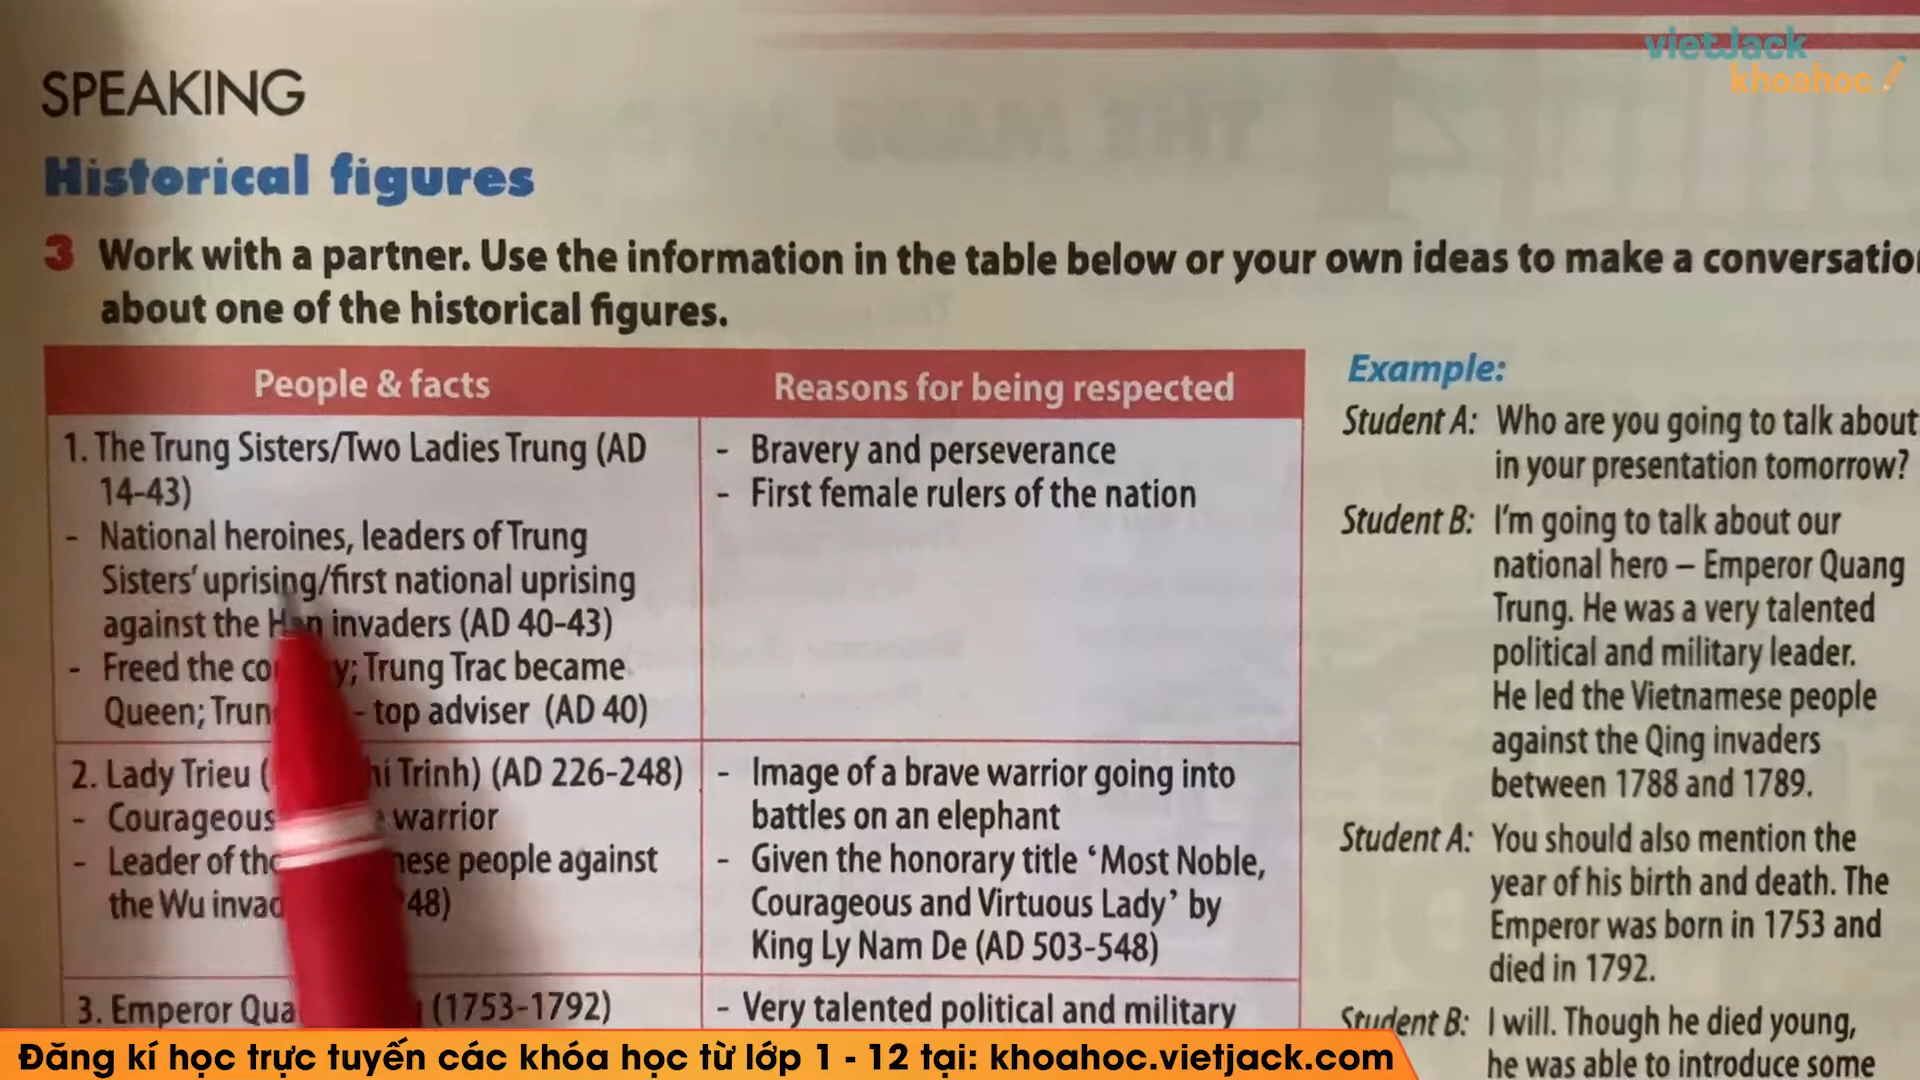 vietJack
khoahoc
SPEAKING
Historical figures
3 Work with a partner. Use the information in the table below or your own ideas to make a conversation
about one of the historical figures.
People & facts
Reasons for being respected
1. The Trung Sisters/Two Ladies Trung (AD
14-43)
- National heroines, leaders of Trung
Sisters' uprising/first national uprising
against the Han invaders (AD 40-43)
- Freed the co y; Trung Trac became
Queen; Trun - top adviser (AD 40)
- Bravery and perseverance
- First female rulers of the nation
2. Lady Trieu ( hi Trinh) (AD 226-248)
- Courageous warrior
- Leader of the nese people against
the Wu invad 48)
- Image of a brave warrior going into
battles on an elephant
- Given the honorary title ‘Most Noble,
Courageous and Virtuous Lady’ by
King Ly Nam De (AD 503-548)
3. Emperor Qua (1753-1792)
- Very talented political and military
Example:
Student A: Who are you going to talk about
in your presentation tomorrow?
Student B: I'm going to talk about our
national hero – Emperor Quang
Trung. He was a very talented
political and military leader.
He led the Vietnamese people
against the Qing invaders
between 1788 and 1789.
Student A: You should also mention the
year of his birth and death. The
Emperor was born in 1753 and
died in 1792.
Student B: I will. Though he died young,
he was able to introduce some
Đăng kí học trực tuyến các khóa học từ lớp 1 - 12 tại: khoahoc.vietjack.com